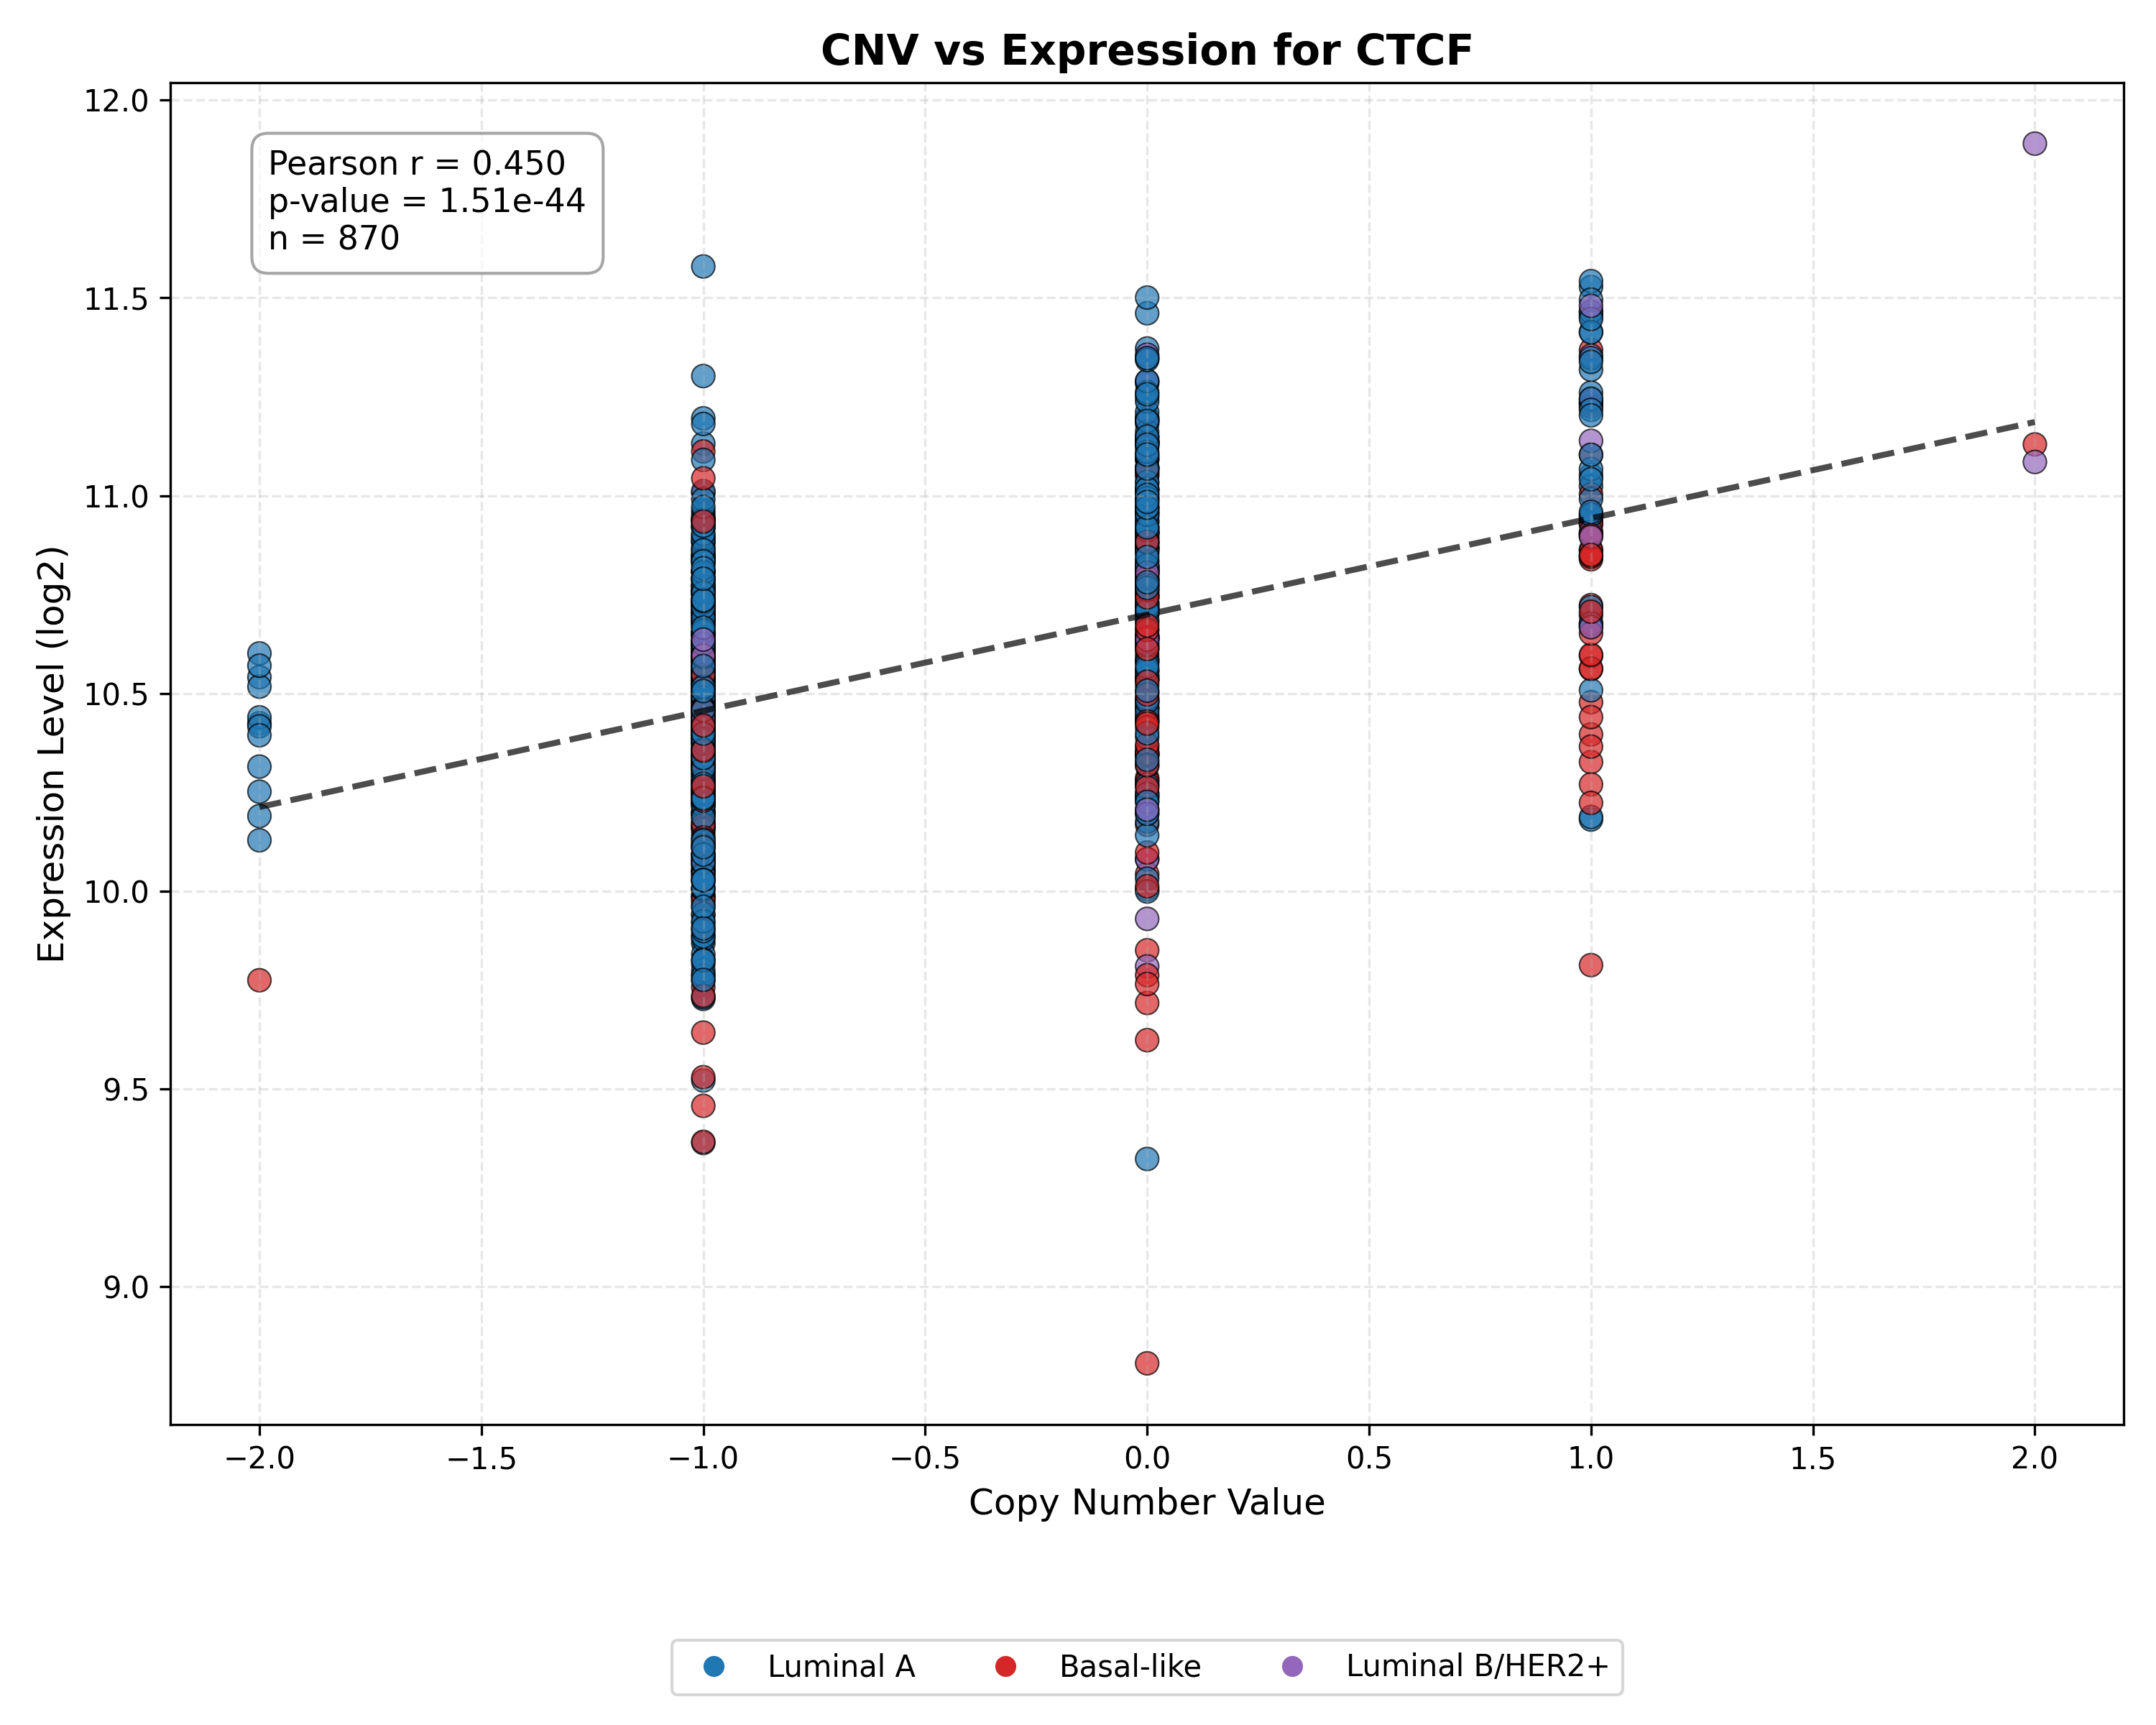 CNV vs Expression for CTCF
Pearson r = 0.450
p-value = 1.51e-44
n = 870
12.0
11.5
11.0
10.5
10.0
9.5
9.0
Expression Level (log2)
−2.0 −1.5 −1.0 −0.5 0.0 0.5 1.0 1.5 2.0
Copy Number Value
Luminal A Basal-like Luminal B/HER2+